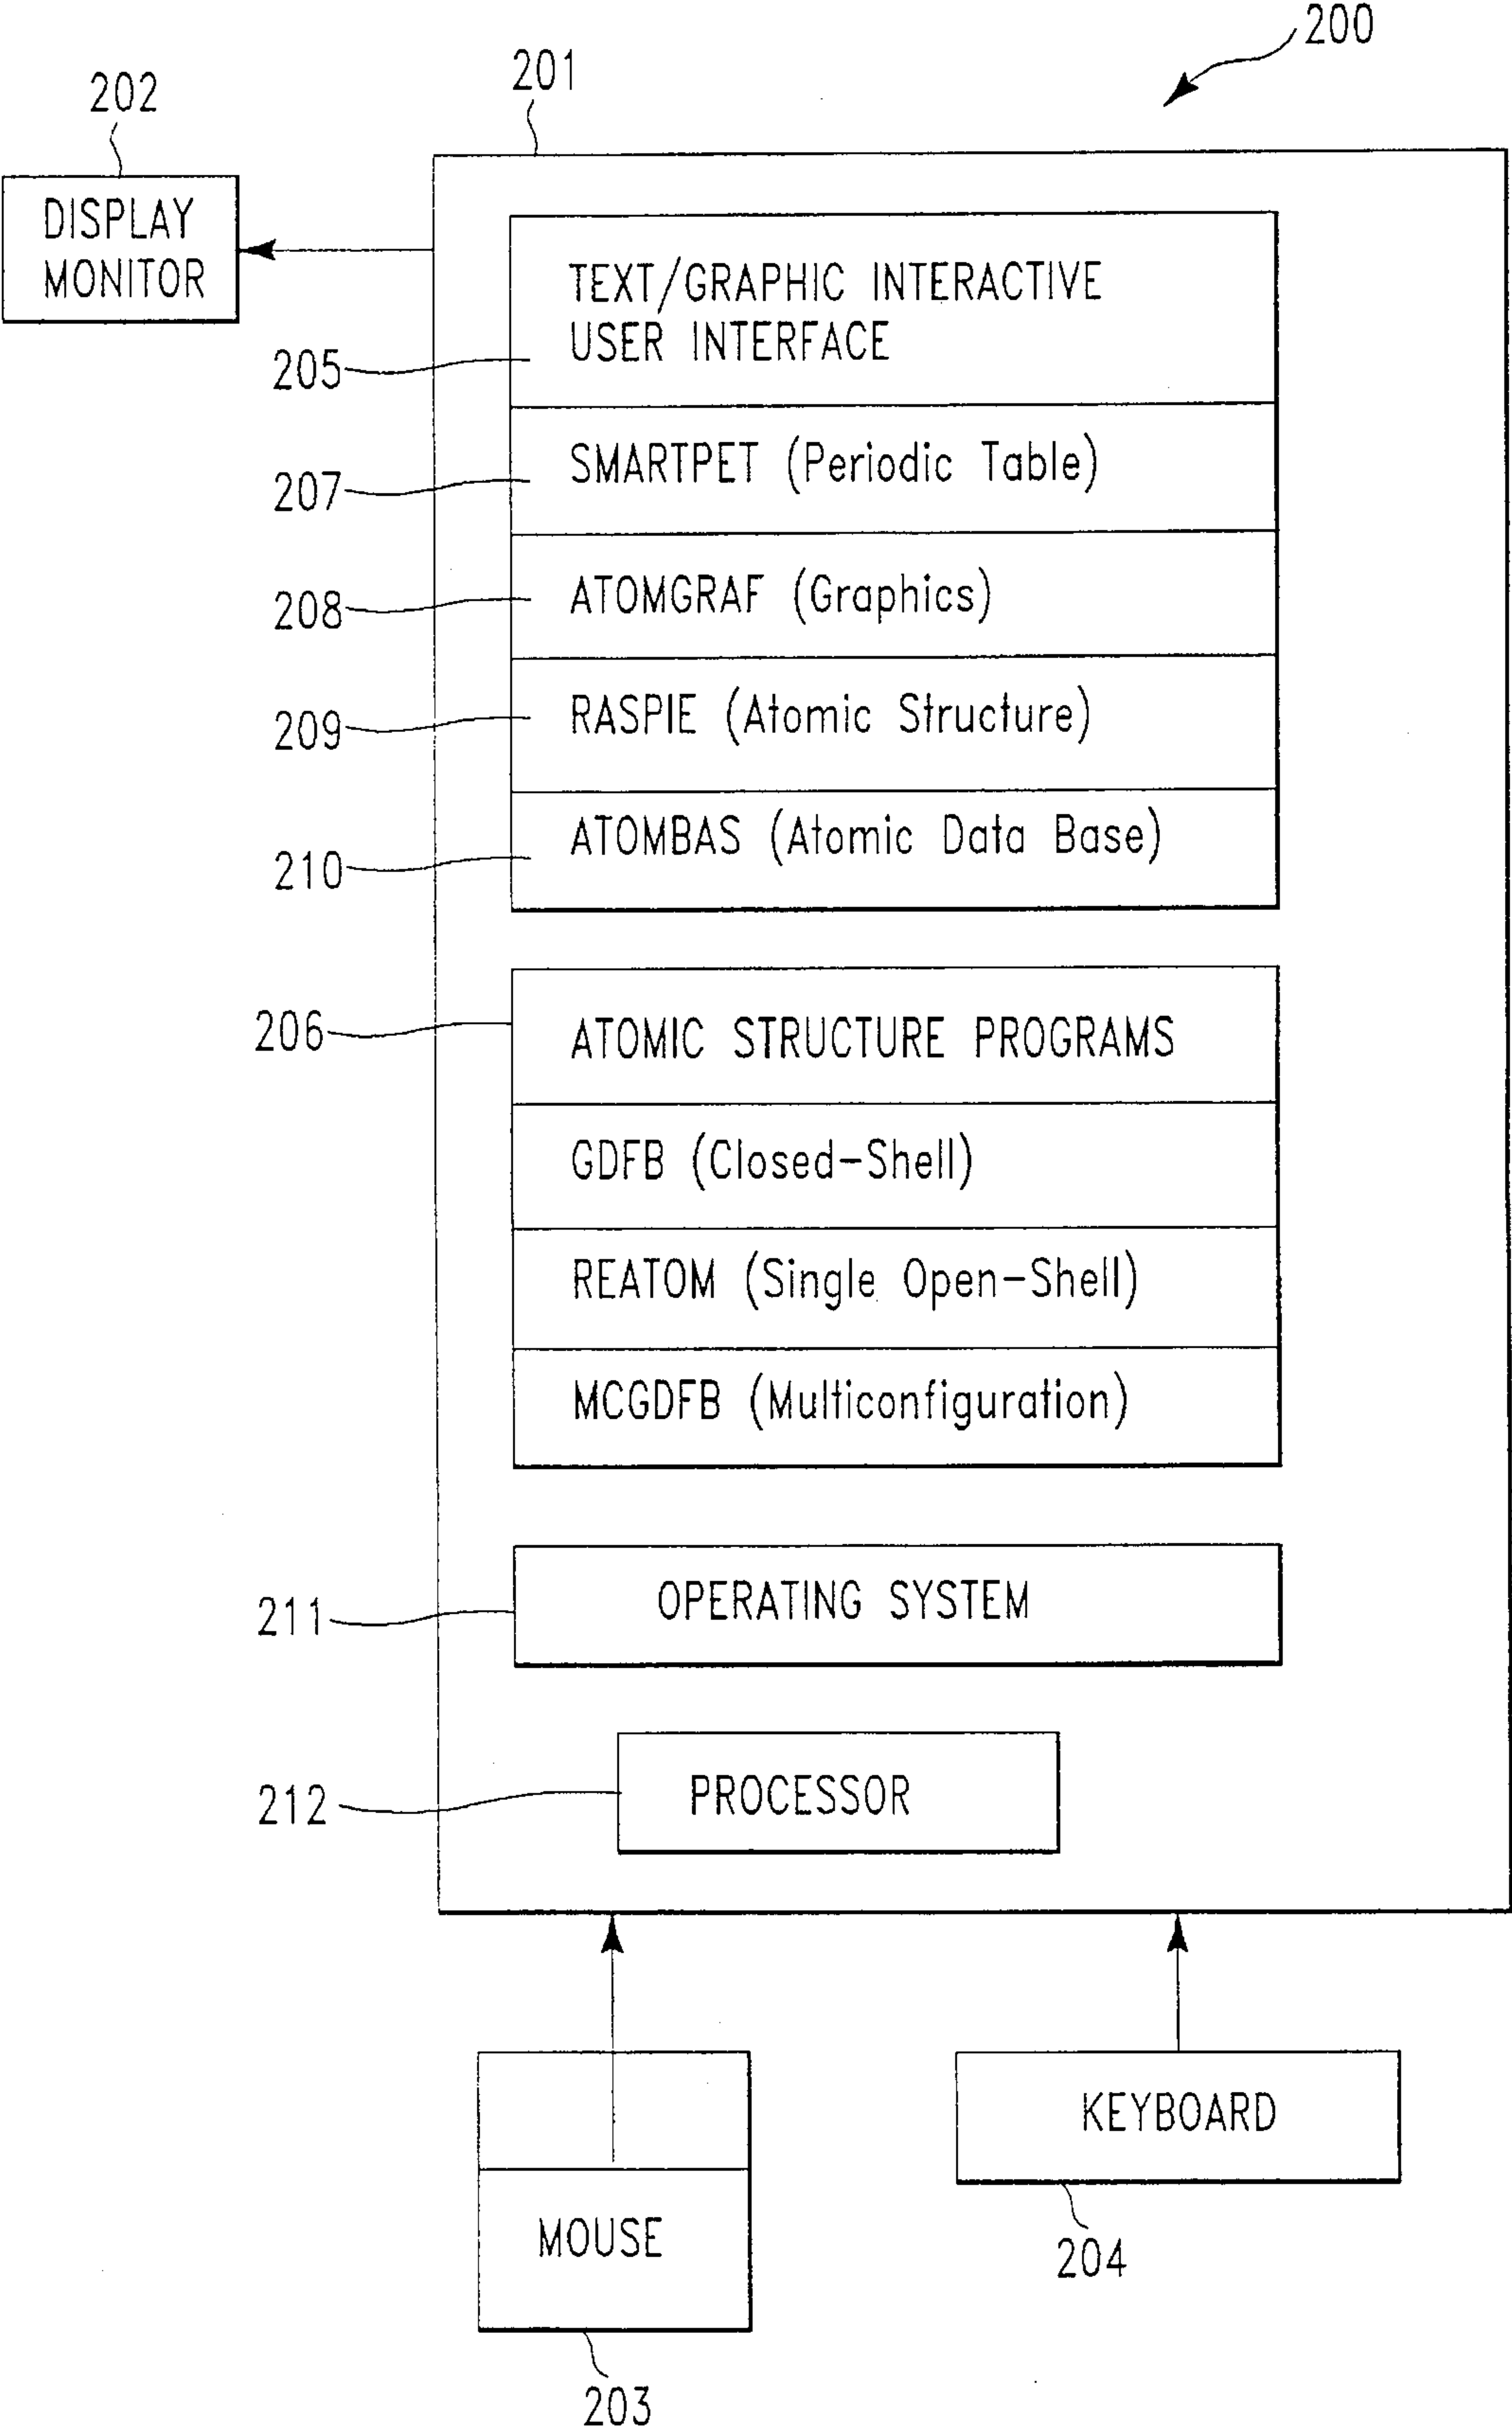 200
201
202
DISPLAY
MONITOR
TEXT/GRAPHIC INTERACTIVE
USER INTERFACE
205
SMARTPET (Periodic Table)
207
ATOMGRAF (Graphics)
208
RASPIE (Atomic Structure)
209
ATOMBAS (Atomic Data Base)
210
206
ATOMIC STRUCTURE PROGRAMS
GDFB (Closed-Shell)
REATOM (Single Open-Shell)
MCGDFB (Multiconfiguration)
OPERATING SYSTEM
211
PROCESSOR
212
KEYBOARD
MOUSE
204
203